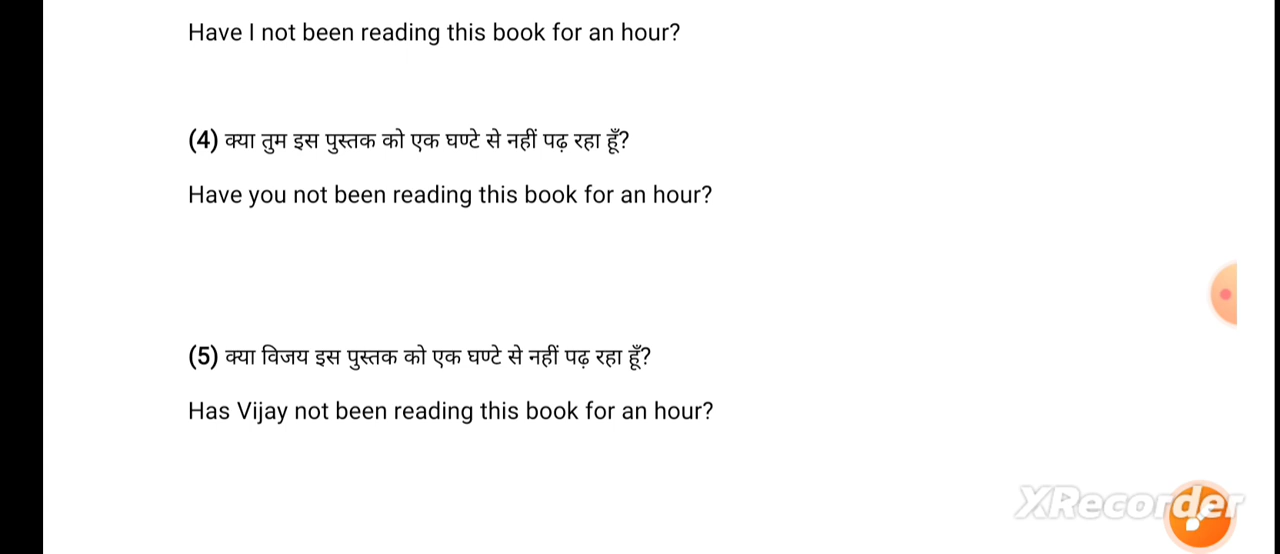 Have I not been reading this book for an hour?
(4) क्या तुम इस पुस्तक को एक घण्टे से नहीं पढ़ रहा हूँ?
Have you not been reading this book for an hour?
(5) क्या विजय इस पुस्तक को एक घण्टे से नहीं पढ़ रहा हूँ?
Has Vijay not been reading this book for an hour?
XRecorder